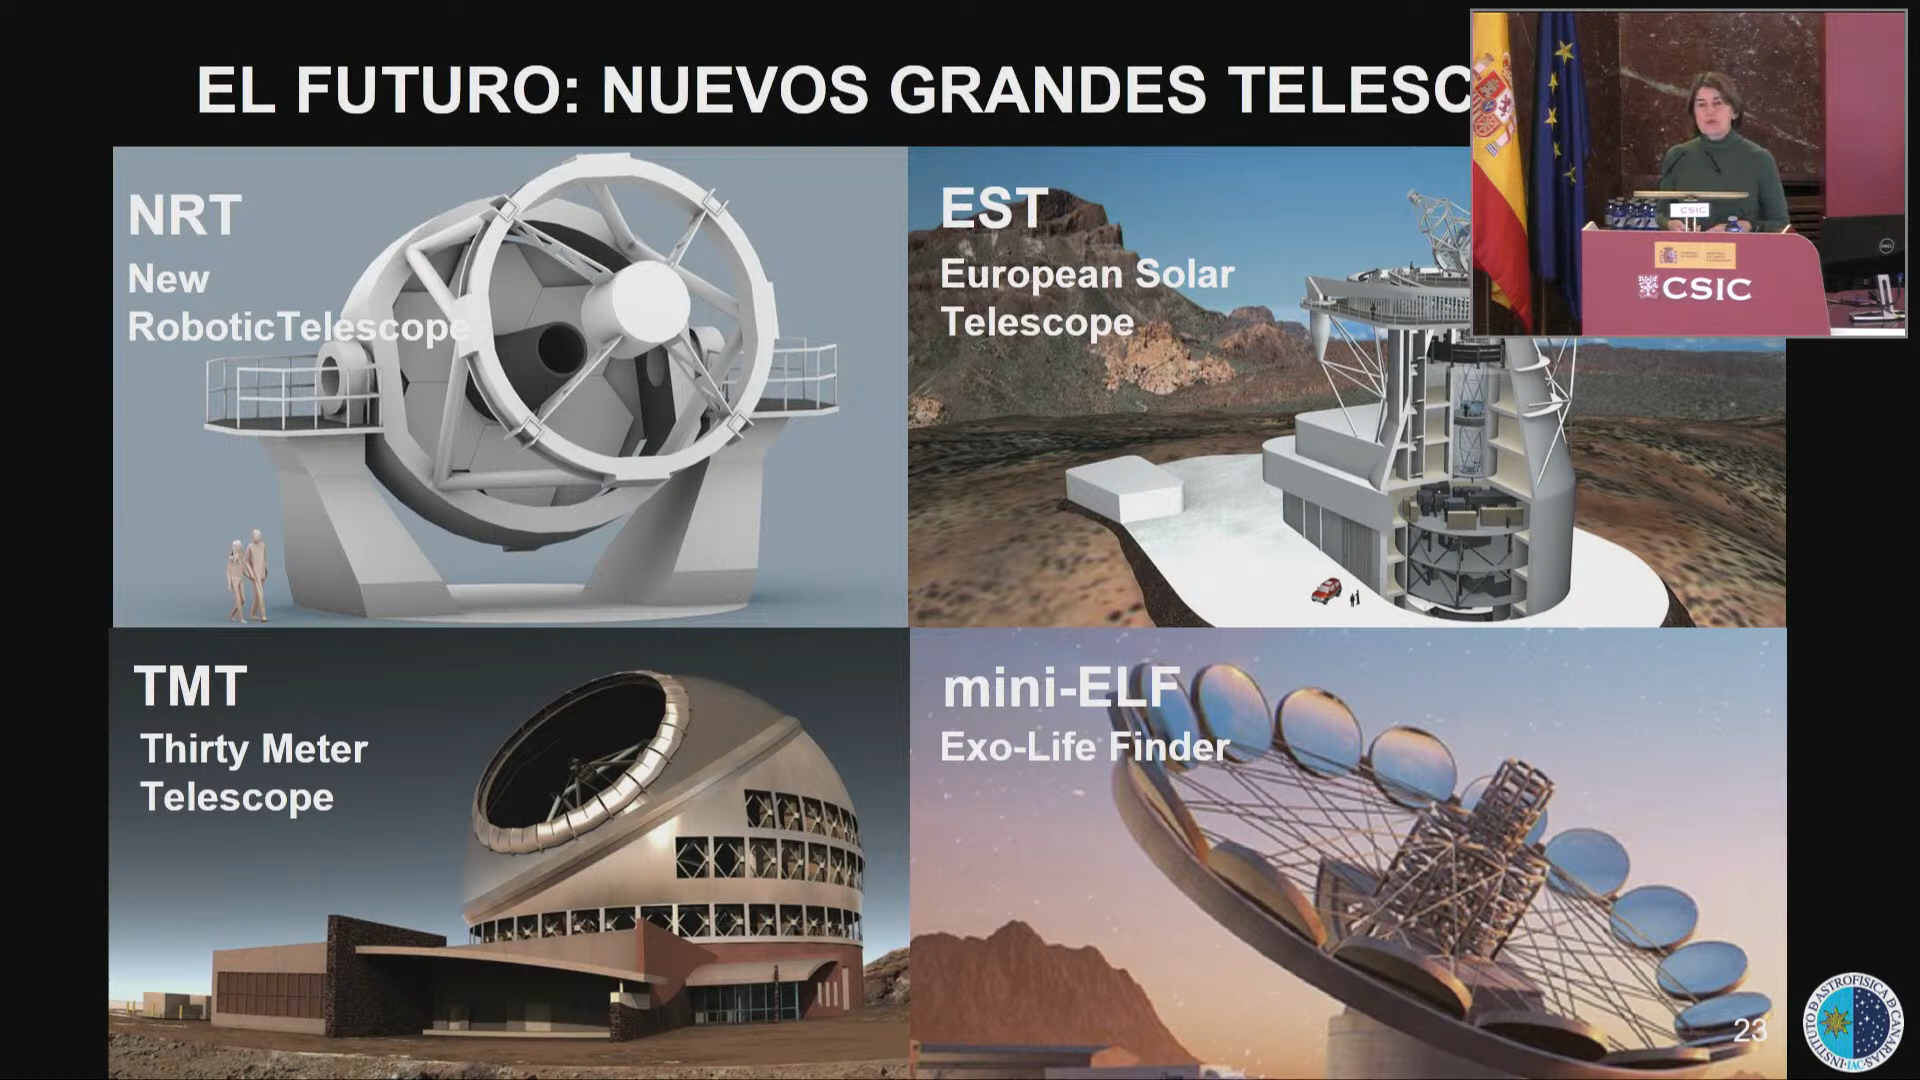 EL FUTURO: NUEVOS GRANDES TELESC
NRT
New
RoboticTelescope
EST
European Solar
Telescope
CSIC
CSIC
TMT
Thirty Meter
Telescope
mini-ELF
Exo-Life Finder
23
INSTITUTO DE ASTROFISICA DE CANARIAS
·IAC·